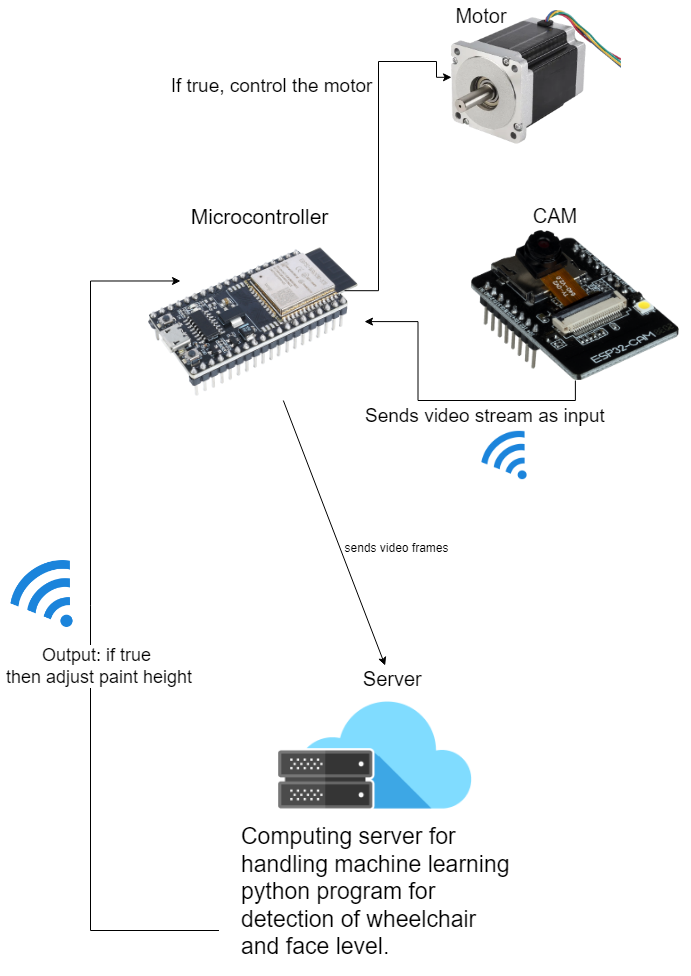 Motor
If true, control the motor
Microcontroller
CAM
ESP32-CAM
Sends video stream as input
sends video frames
Output: if true
then adjust paint height
Server
Computing server for
handling machine learning
python program for
detection of wheelchair
and face level.